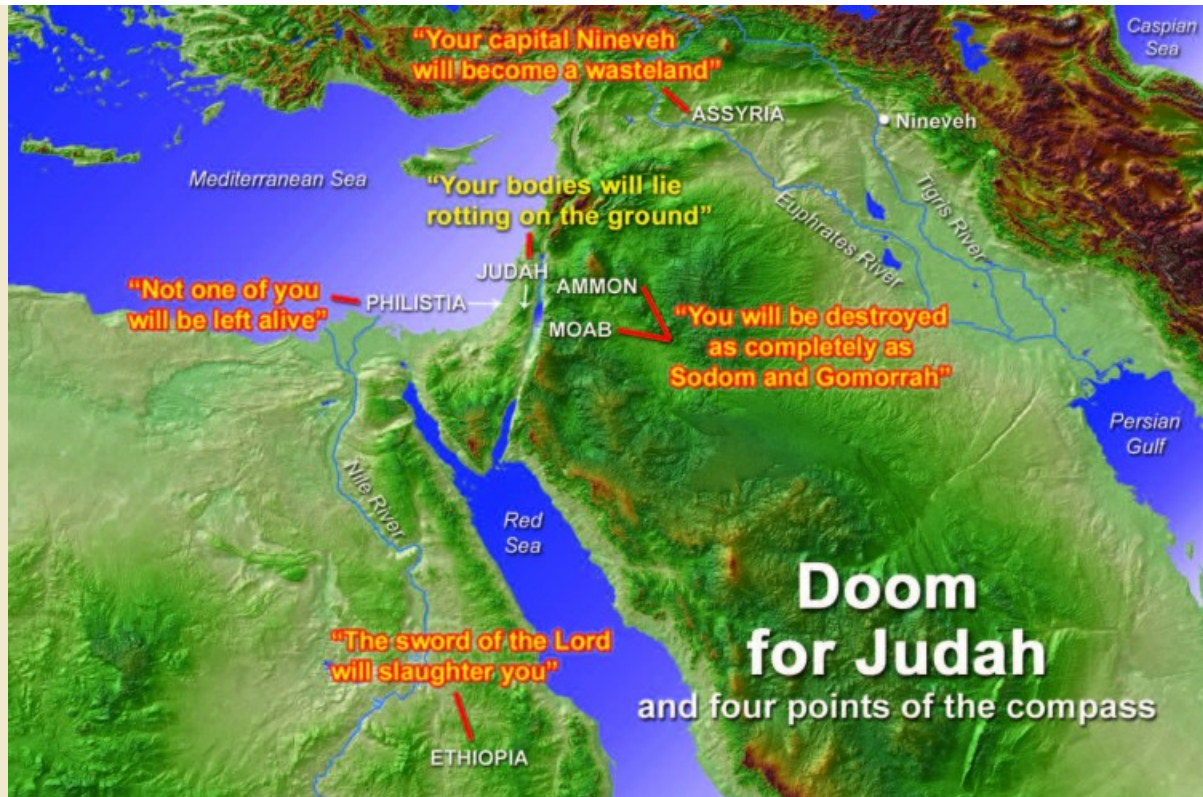 Caspian
Sea
“Your capital Nineveh
will become a wasteland”
ASSYRIA
Nineveh
Mediterranean Sea
“Your bodies will lie
rotting on the ground”
Tigris River
Euphrates River
JUDAH
AMMON
“Not one of you
will be left alive”
PHILISTIA
MOAB
“You will be destroyed
as completely as
Sodom and Gomorrah”
Persian
Gulf
Nile River
Red
Sea
Doom
for Judah
and four points of the compass
“The sword of the Lord
will slaughter you”
ETHIOPIA